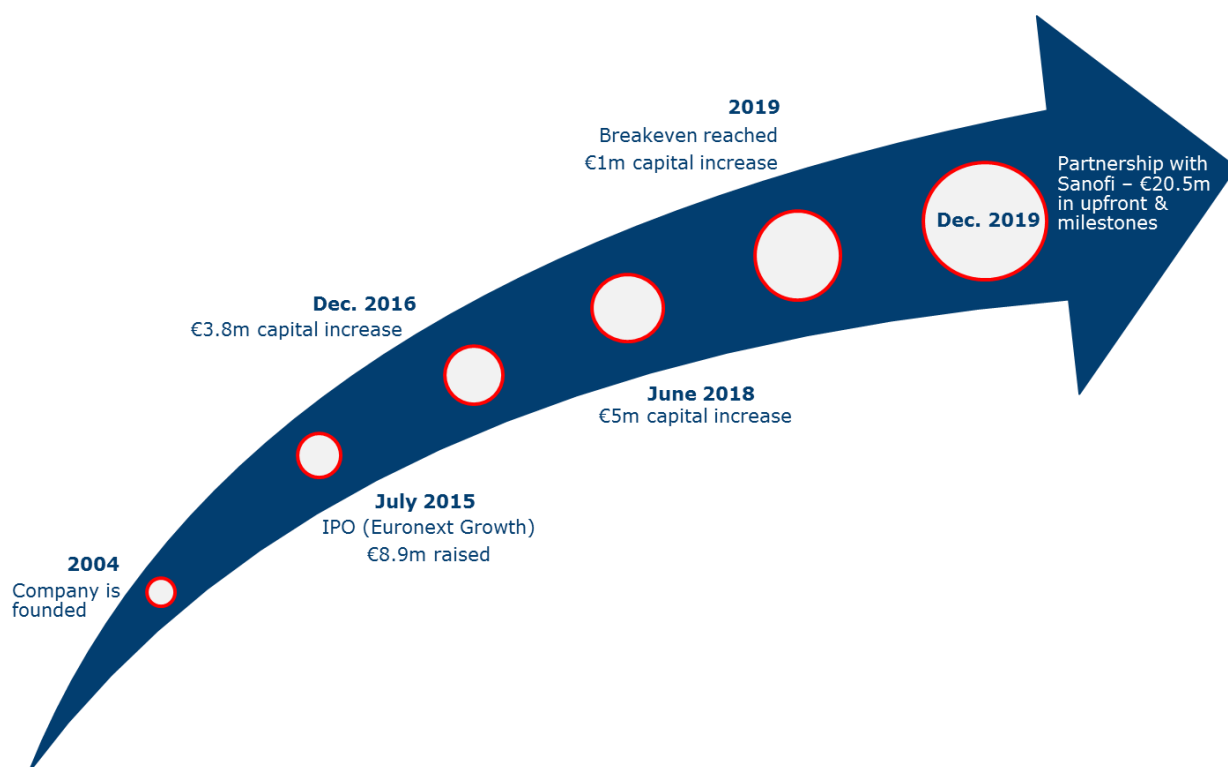 2004
Company is
founded
July 2015
IPO (Euronext Growth)
€8.9m raised
Dec. 2016
€3.8m capital increase
June 2018
€5m capital increase
2019
Breakeven reached
€1m capital increase
Dec. 2019
Partnership with
Sanofi – €20.5m
in upfront &
milestones